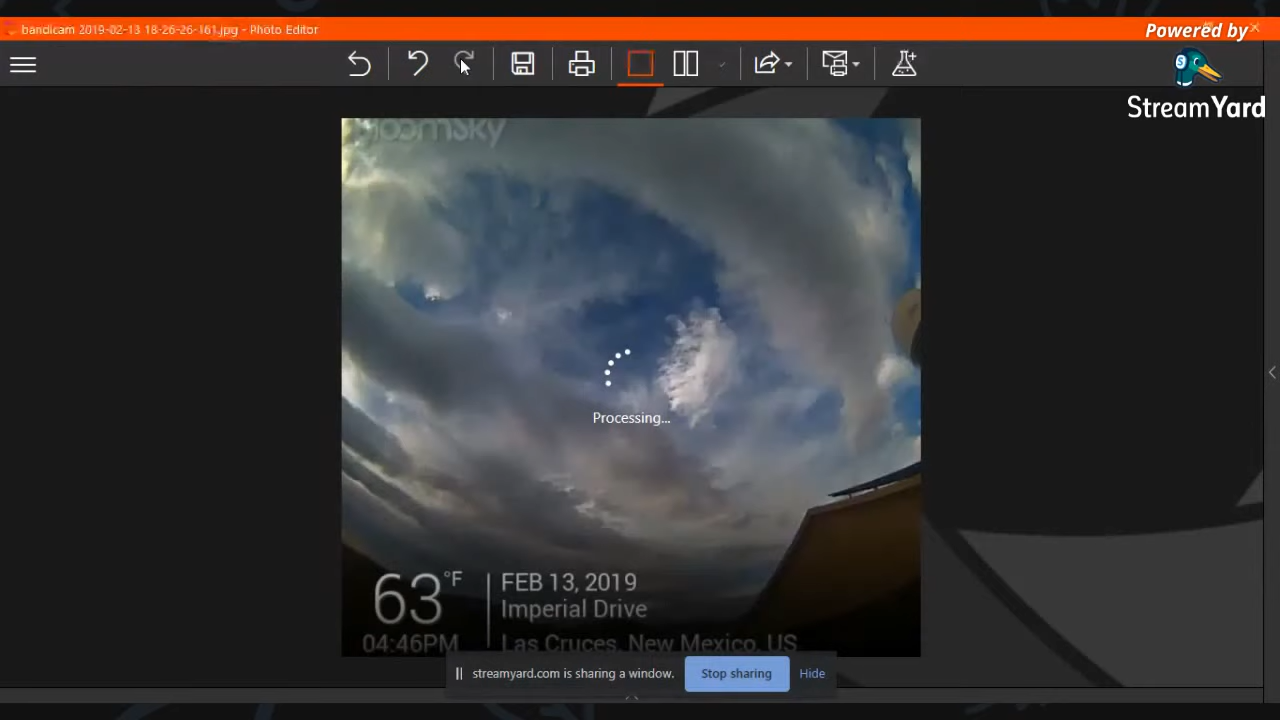 bandicam 2019-02-13 18-26-26-161.jpg - Photo Editor
Powered by
StreamYard
Processing...
63°F
FEB 13, 2019
Imperial Drive
04:46PM
Las Cruces, New Mexico, US
streamyard.com is sharing a window.
Stop sharing
Hide